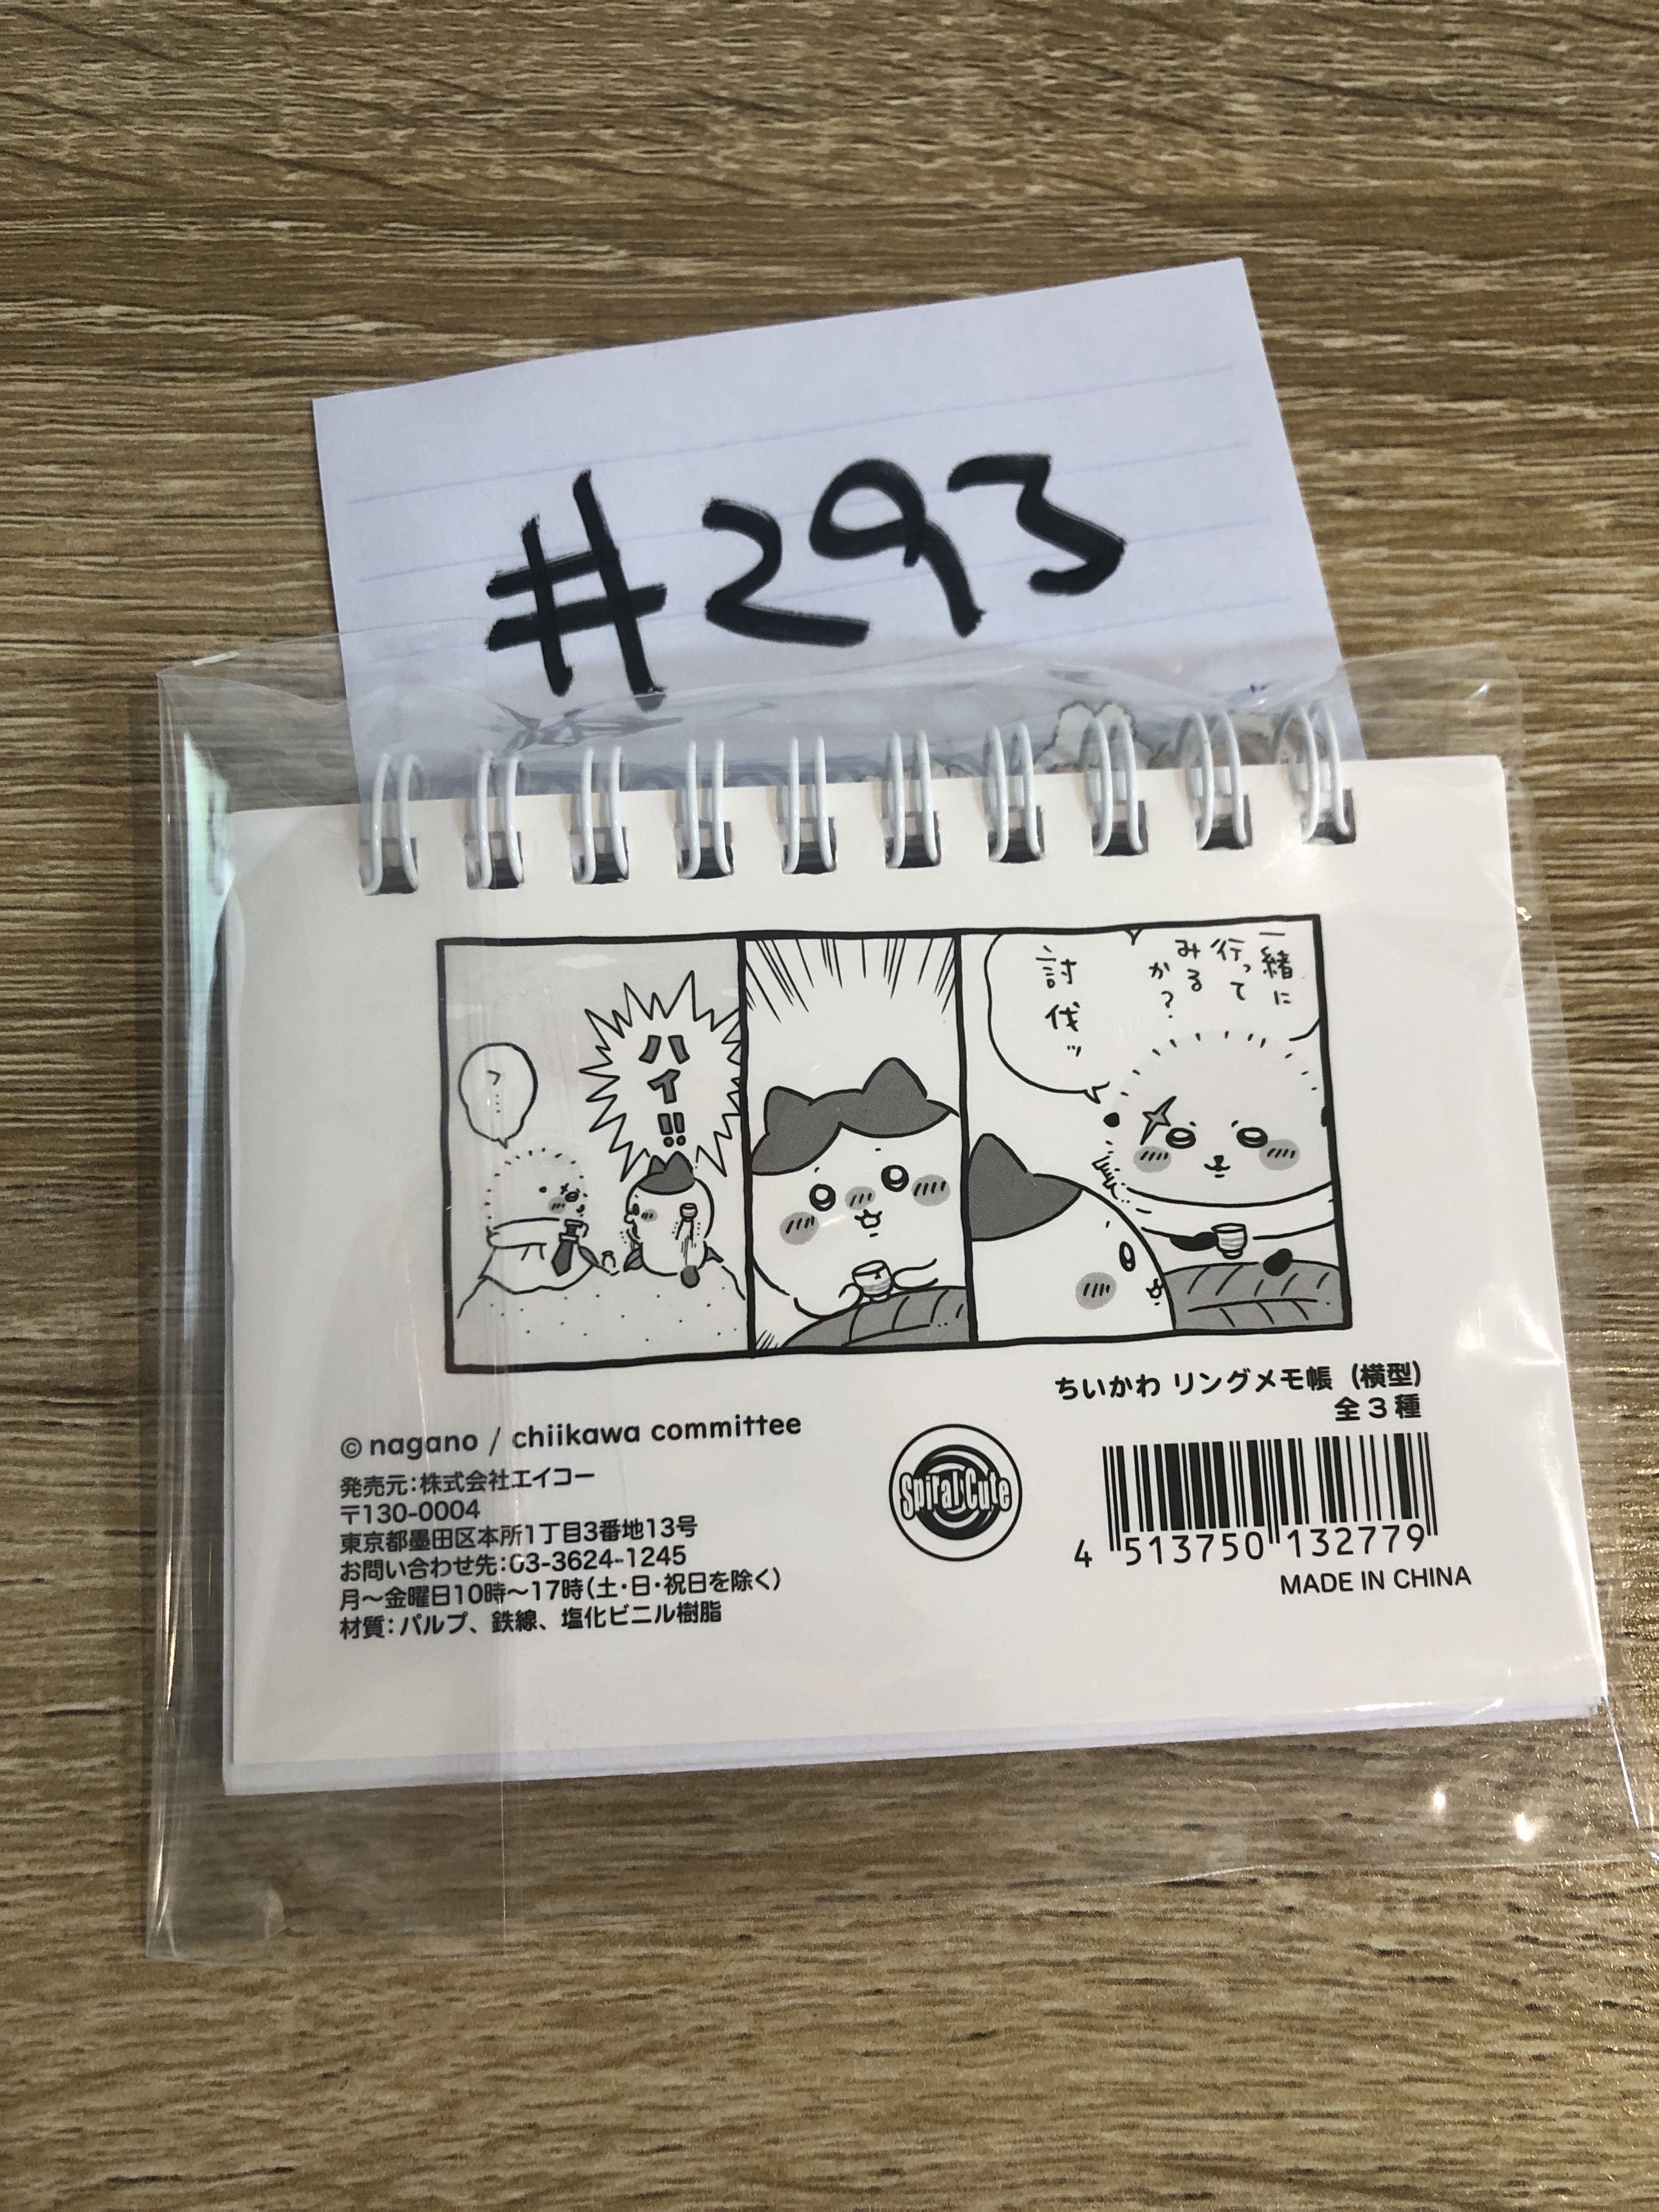 #293
一緒に
行って
みる
か?
討伐ッ
ハイ!!
©nagano / chiikawa committee
発売元:株式会社エイコー
〒130-0004
東京都墨田区本所1丁目3番地13号
お問い合わせ先:03-3624-1245
月〜金曜日10時〜17時(土・日・祝日を除く)
材質:パルプ、鉄線、塩化ビニル樹脂
Spiral Cute
ちいかわ リングメモ帳 (横型)
全3種
4 513750 132779
MADE IN CHINA